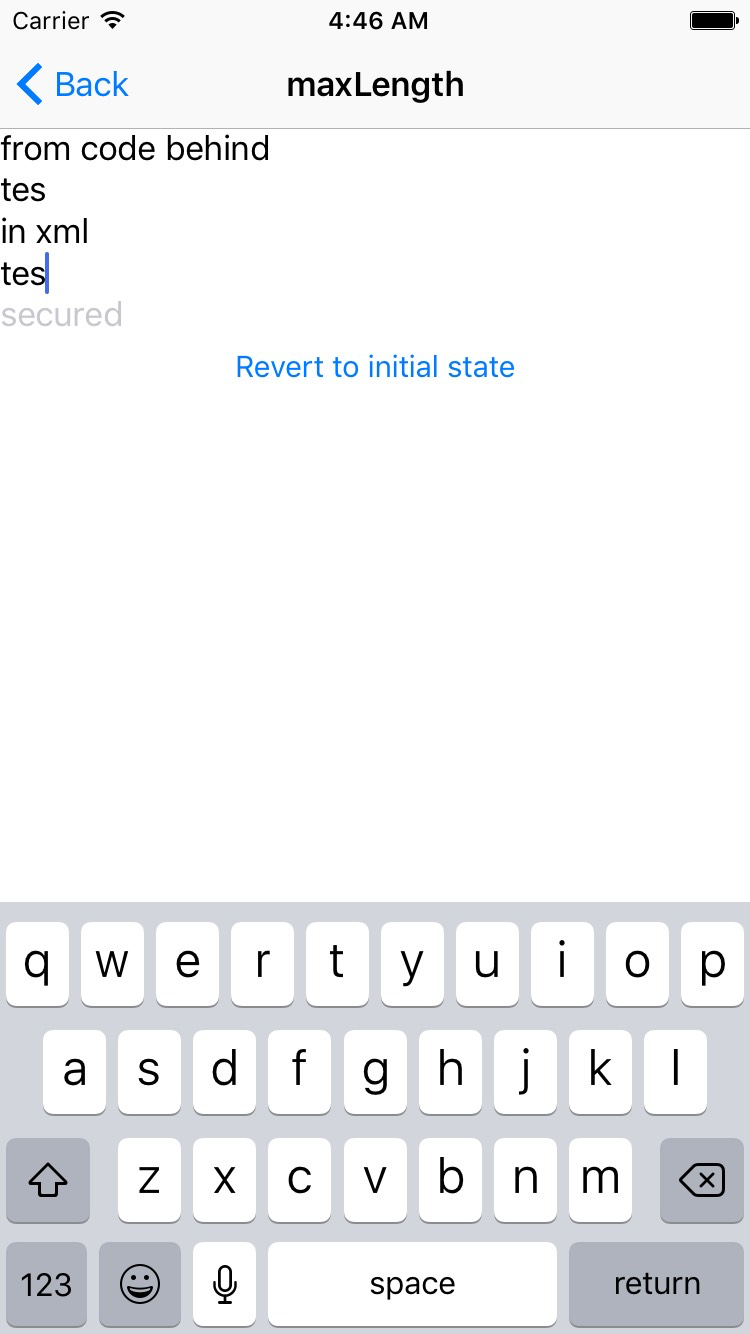 Carrier 4:46 AM
Back maxLength
from code behind
tes
in xml
tes
secured
Revert to initial state
q w e r t y u i o p
a s d f g h j k l
z x c v b n m
123 space return